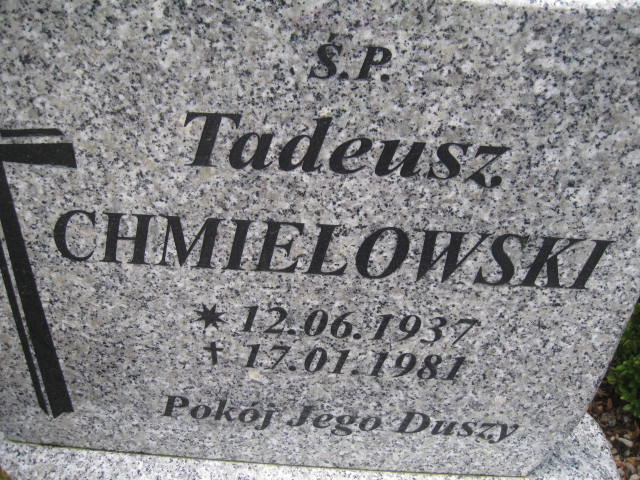 Ś.P.
Tadeusz
CHMIELOWSKI
* 12.06.1937
† 17.01.1981
Pokój Jego Duszy